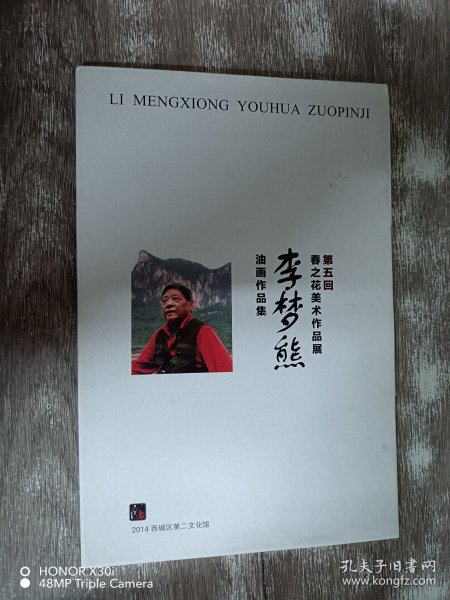 LI MENGXIONG YOUHUA ZUOPINJI
第五回
春之花美术作品展
李梦熊
油画作品集
2014 西城区第二文化馆
HONOR X30i
48MP Triple Camera
孔夫子旧书网
www.kongfz.com